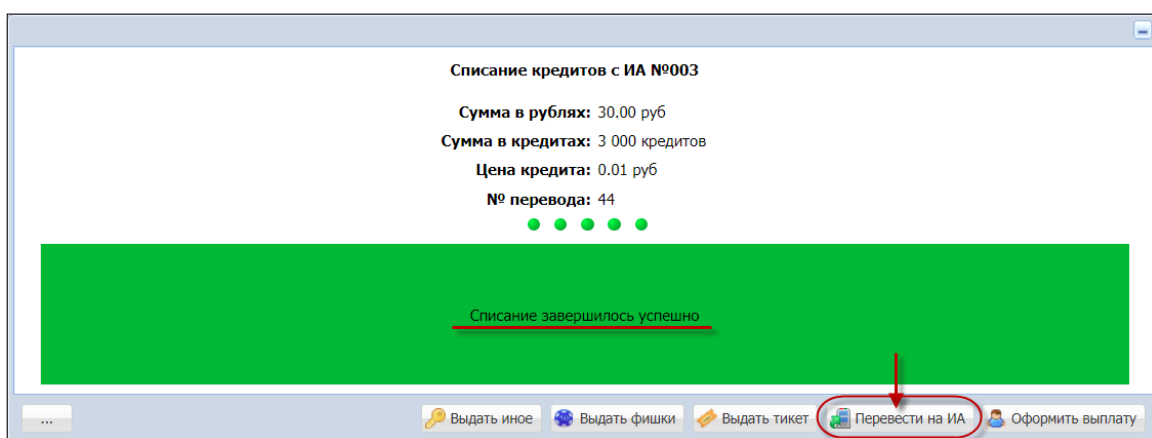 Списание кредитов с ИА №003
Сумма в рублях: 30.00 руб
Сумма в кредитах: 3 000 кредитов
Цена кредита: 0.01 руб
№ перевода: 44
Списание завершилось успешно
... Выдать иное Выдать фишки Выдать тикет Перевести на ИА Оформить выплату